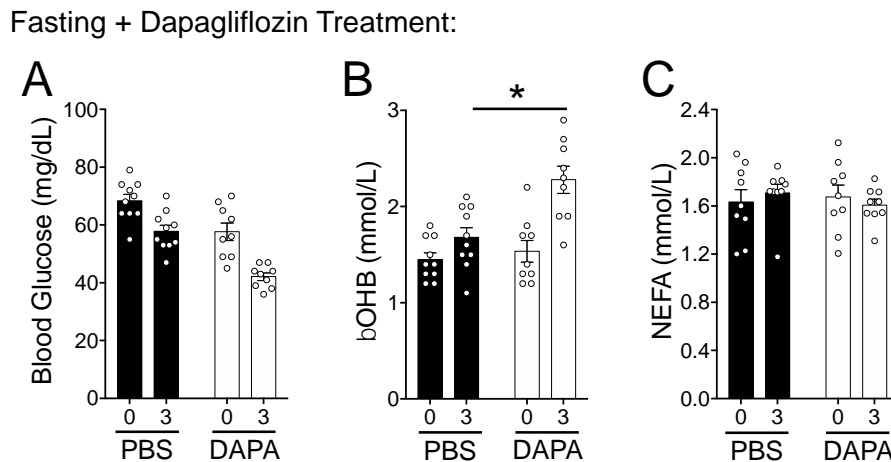 Fasting + Dapagliflozin Treatment:
A
Blood Glucose (mg/dL)
100
80
60
40
20
0
0 3 0 3
PBS DAPA
B
*
bOHB (mmol/L)
3
2
1
0
0 3 0 3
PBS DAPA
C
NEFA (mmol/L)
2.4
2.0
1.6
1.2
0.8
0.4
0 3 0 3
PBS DAPA